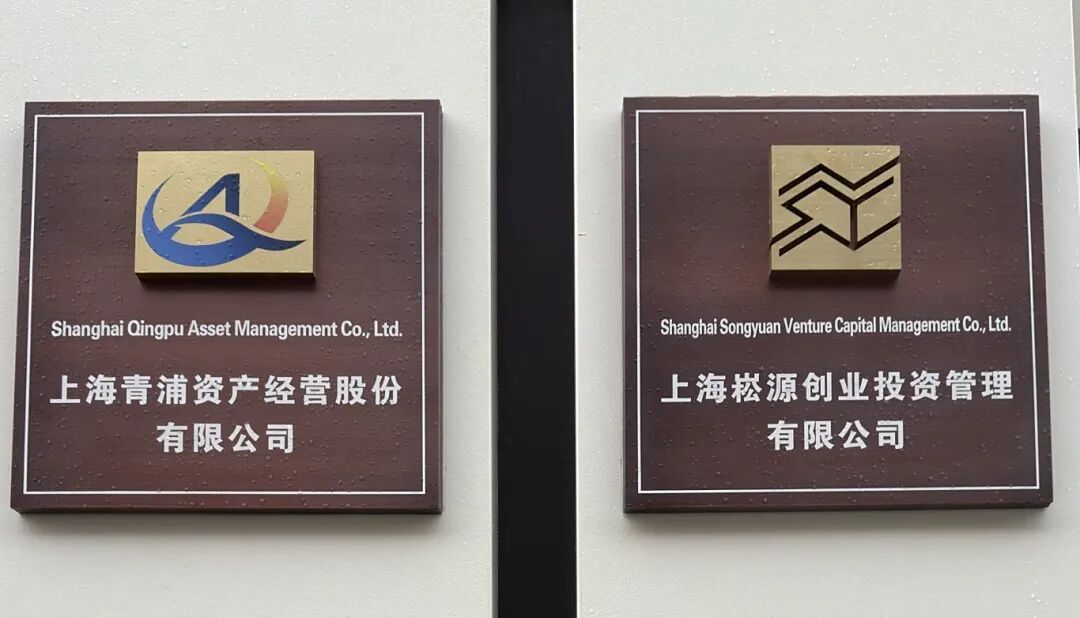 Shanghai Qingpu Asset Management Co., Ltd.
上海青浦资产经营股份
有限公司
Shanghai Songyuan Venture Capital Management Co., Ltd.
上海崧源创业投资管理
有限公司